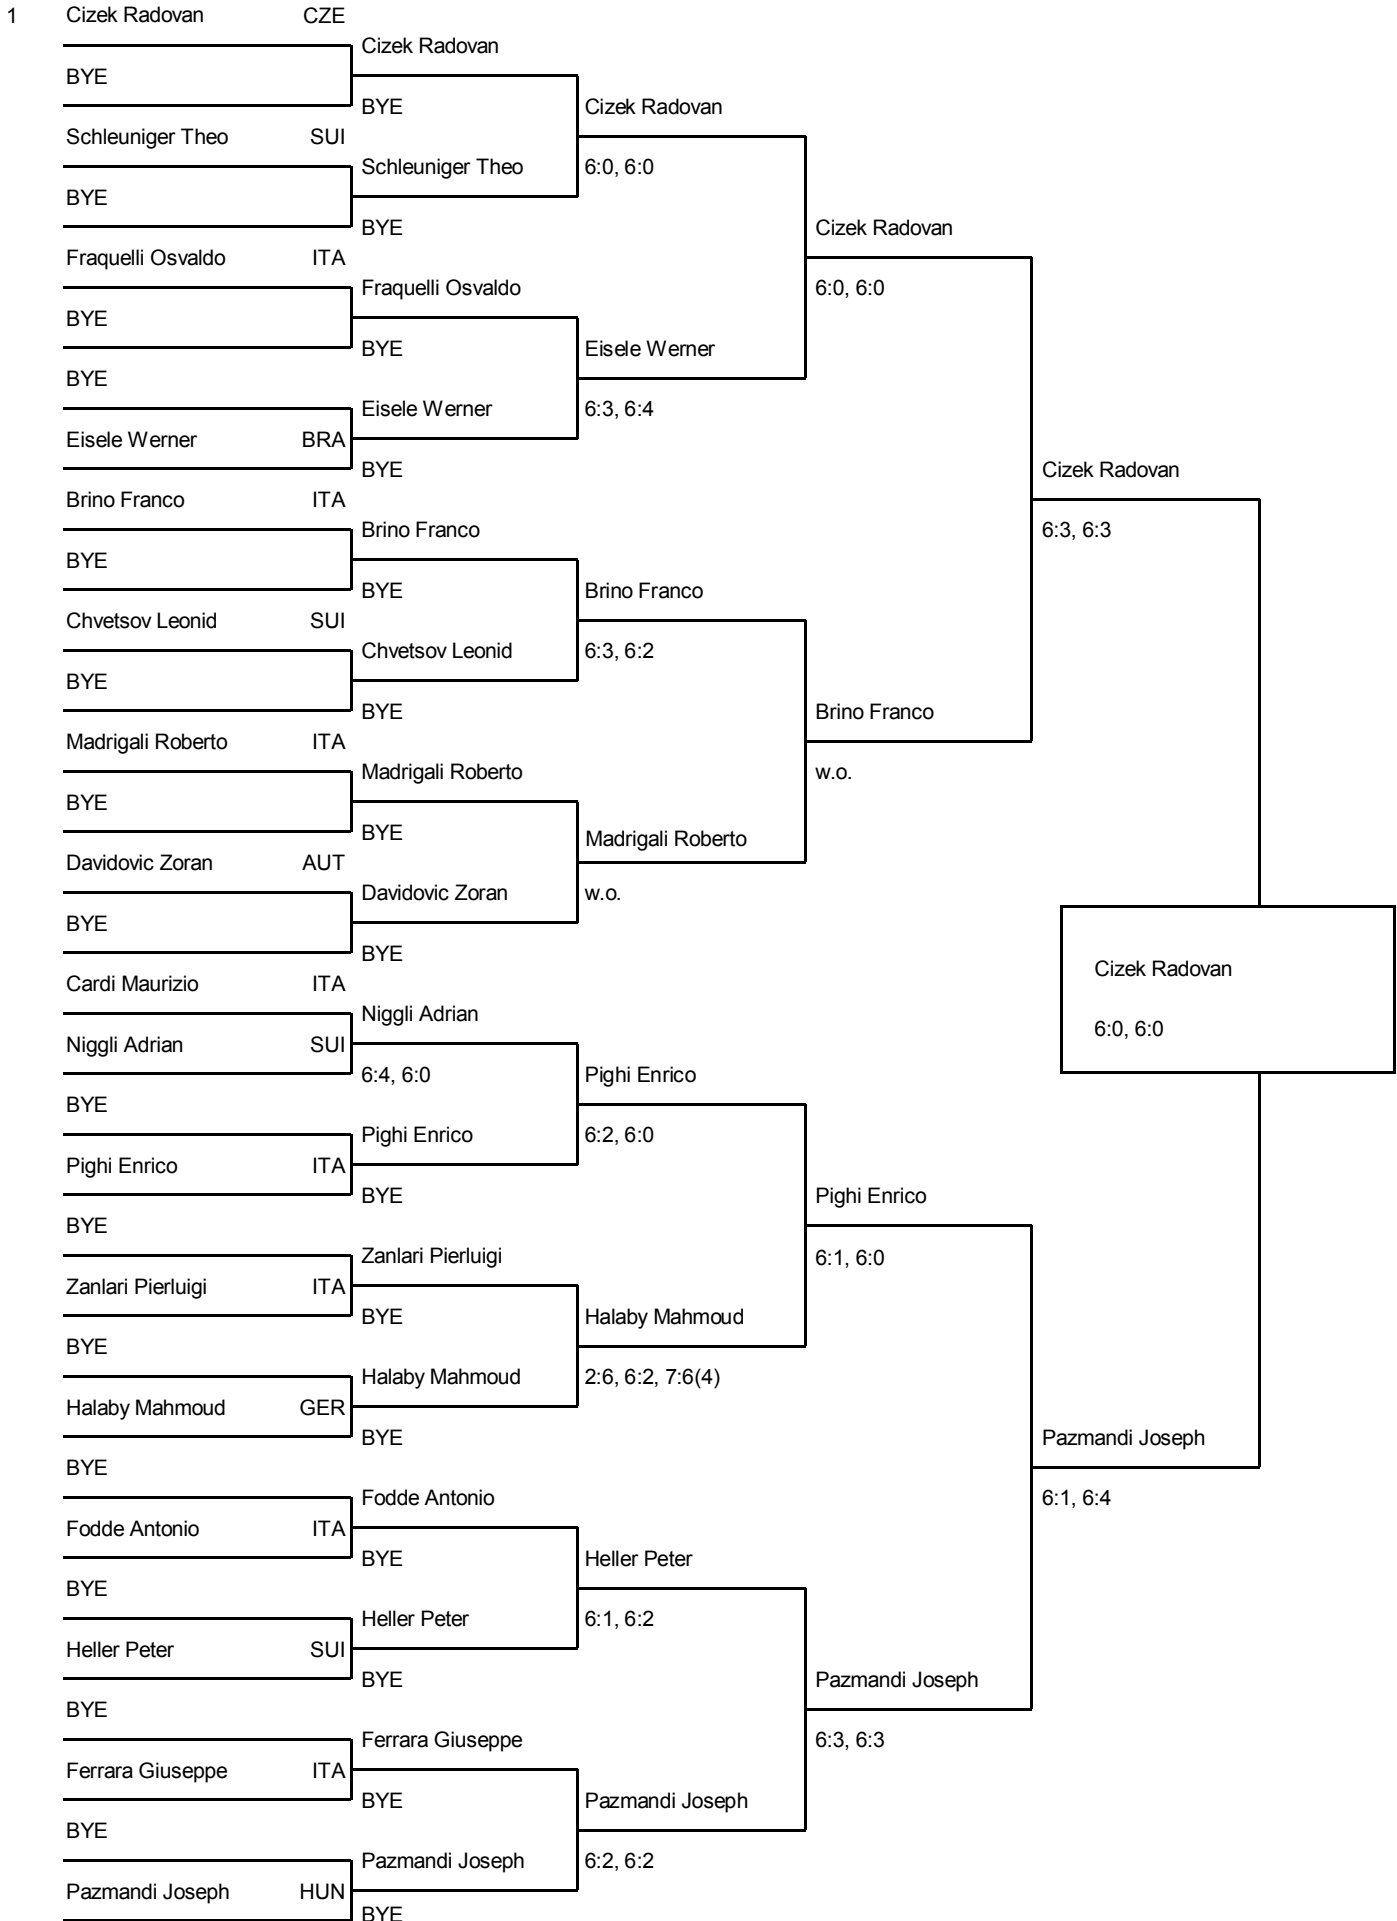 1 Cizek Radovan CZE
Cizek Radovan
BYE
BYE Cizek Radovan
Schleuniger Theo SUI
Schleuniger Theo 6:0, 6:0
BYE
BYE Cizek Radovan
Fraquelli Osvaldo ITA
Fraquelli Osvaldo 6:0, 6:0
BYE
BYE Eisele Werner
BYE
Eisele Werner 6:3, 6:4
Eisele Werner BRA
BYE Cizek Radovan
Brino Franco ITA
Brino Franco 6:3, 6:3
BYE
BYE Brino Franco
Chvetsov Leonid SUI
Chvetsov Leonid 6:3, 6:2
BYE
BYE Brino Franco
Madrigali Roberto ITA
Madrigali Roberto w.o.
BYE
BYE Madrigali Roberto
Davidovic Zoran AUT
Davidovic Zoran w.o.
BYE
BYE
Cizek Radovan
Cardi Maurizio ITA
Niggli Adrian
6:0, 6:0
Niggli Adrian SUI
6:4, 6:0 Pighi Enrico
BYE
Pighi Enrico 6:2, 6:0
Pighi Enrico ITA
BYE Pighi Enrico
BYE
Zanlari Pierluigi 6:1, 6:0
Zanlari Pierluigi ITA
BYE Halaby Mahmoud
BYE
Halaby Mahmoud 2:6, 6:2, 7:6(4)
Halaby Mahmoud GER
BYE Pazmandi Joseph
BYE
Fodde Antonio 6:1, 6:4
Fodde Antonio ITA
BYE Heller Peter
BYE
Heller Peter 6:1, 6:2
Heller Peter SUI
BYE Pazmandi Joseph
BYE
Ferrara Giuseppe 6:3, 6:3
Ferrara Giuseppe ITA
BYE Pazmandi Joseph
BYE
Pazmandi Joseph 6:2, 6:2
Pazmandi Joseph HUN
BYE